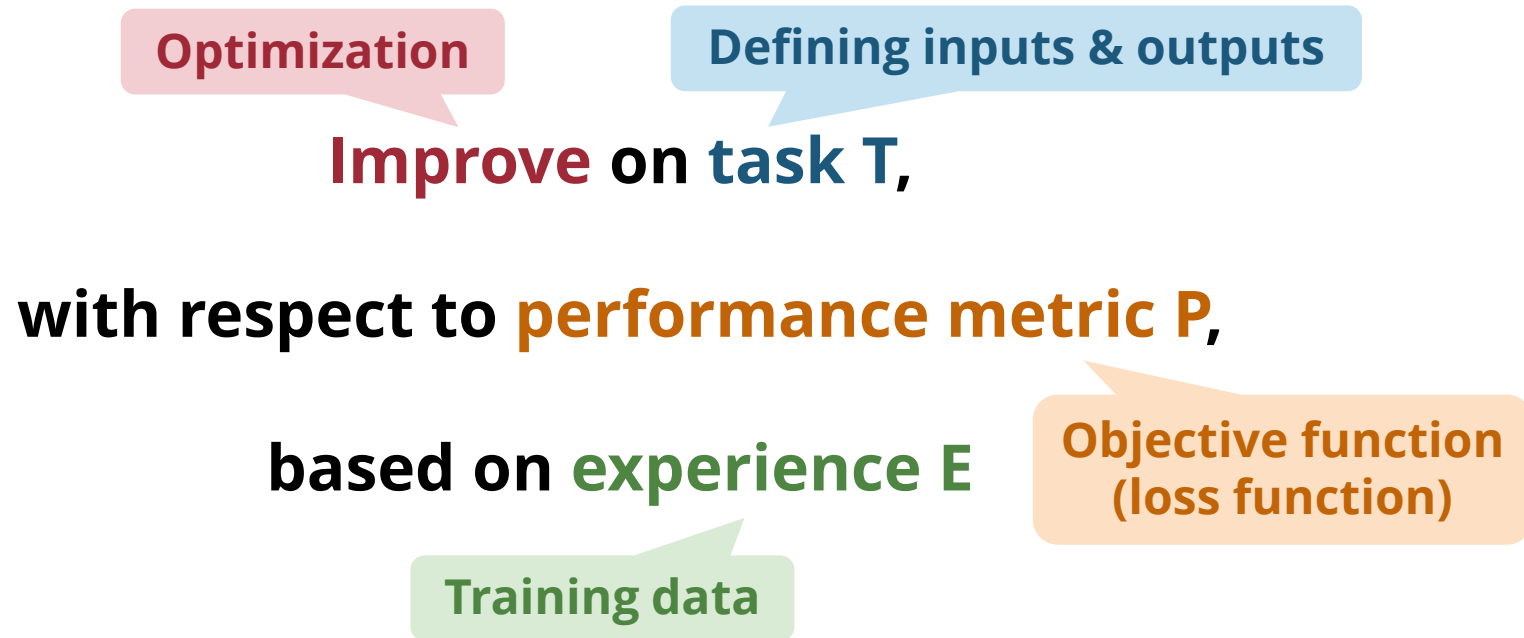 Optimization
Defining inputs & outputs
Improve on task T,
with respect to performance metric P,
based on experience E
Objective function
(loss function)
Training data